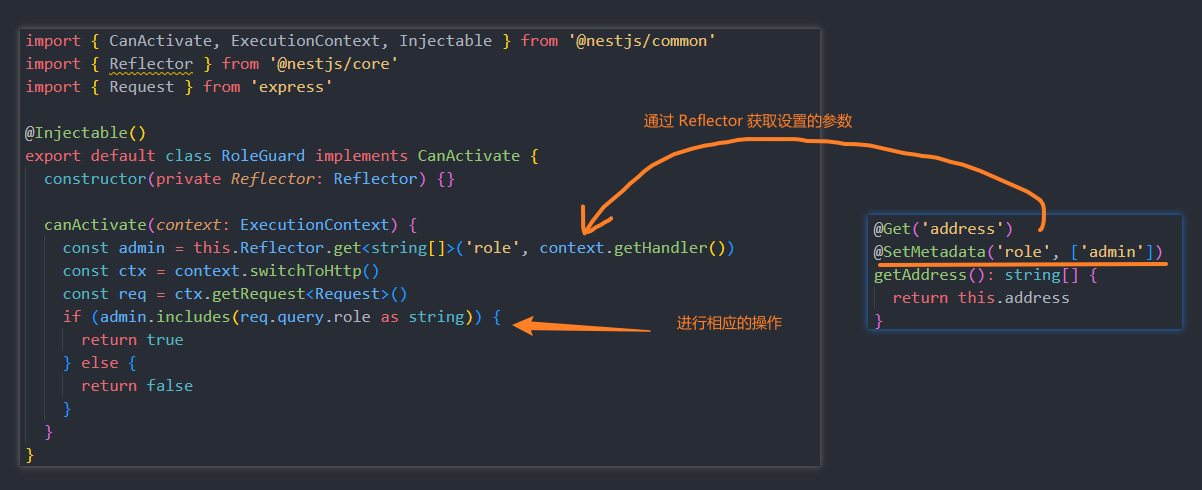 import { CanActivate, ExecutionContext, Injectable } from '@nestjs/common'
import { Reflector } from '@nestjs/core'
import { Request } from 'express'
@Injectable()
export default class RoleGuard implements CanActivate {
  constructor(private Reflector: Reflector) {}
  canActivate(context: ExecutionContext) {
    const admin = this.Reflector.get<string[]>('role', context.getHandler())
    const ctx = context.switchToHttp()
    const req = ctx.getRequest<Request>()
    if (admin.includes(req.query.role as string)) {
      return true
    } else {
      return false
    }
  }
}
通过 Reflector 获取设置的参数
进行相应的操作
@Get('address')
@SetMetadata('role', ['admin'])
getAddress(): string[] {
  return this.address
}